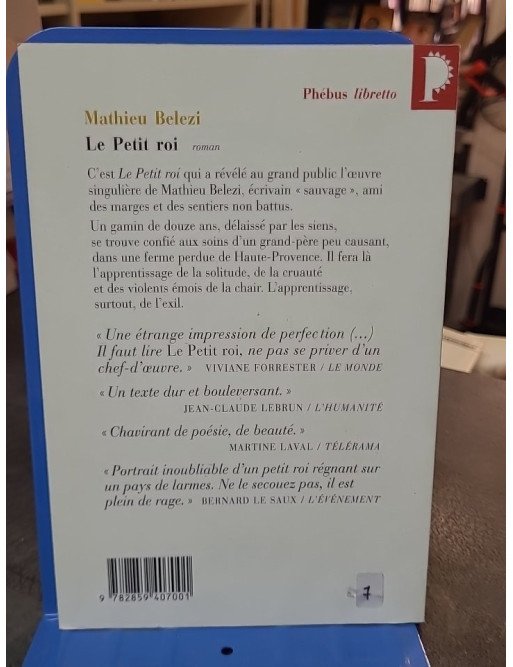 P
Phébus libretto
Mathieu Belezi
Le Petit roi roman
C'est Le Petit roi qui a révélé au grand public l'œuvre
singulière de Mathieu Belezi, écrivain « sauvage », ami
des marges et des sentiers non battus.
Un gamin de douze ans, délaissé par les siens,
se trouve confié aux soins d'un grand-père peu causant,
dans une ferme perdue de Haute-Provence. Il fera là
l'apprentissage de la solitude, de la cruauté
et des violents émois de la chair. L'apprentissage,
surtout, de l'exil.
« Une étrange impression de perfection (...)
Il faut lire Le Petit roi, ne pas se priver d'un
chef-d'œuvre. » VIVIANE FORRESTER / LE MONDE
« Un texte dur et bouleversant. »
JEAN-CLAUDE LEBRUN / L'HUMANITÉ
« Chavirant de poésie, de beauté. »
MARTINE LAVAL / TÉLÉRAMA
« Portrait inoubliable d'un petit roi régnant sur
un pays de larmes. Ne le secouez pas, il est
plein de rage. » BERNARD LE SAUX / L'ÉVÉNEMENT
9 782859 407001
7